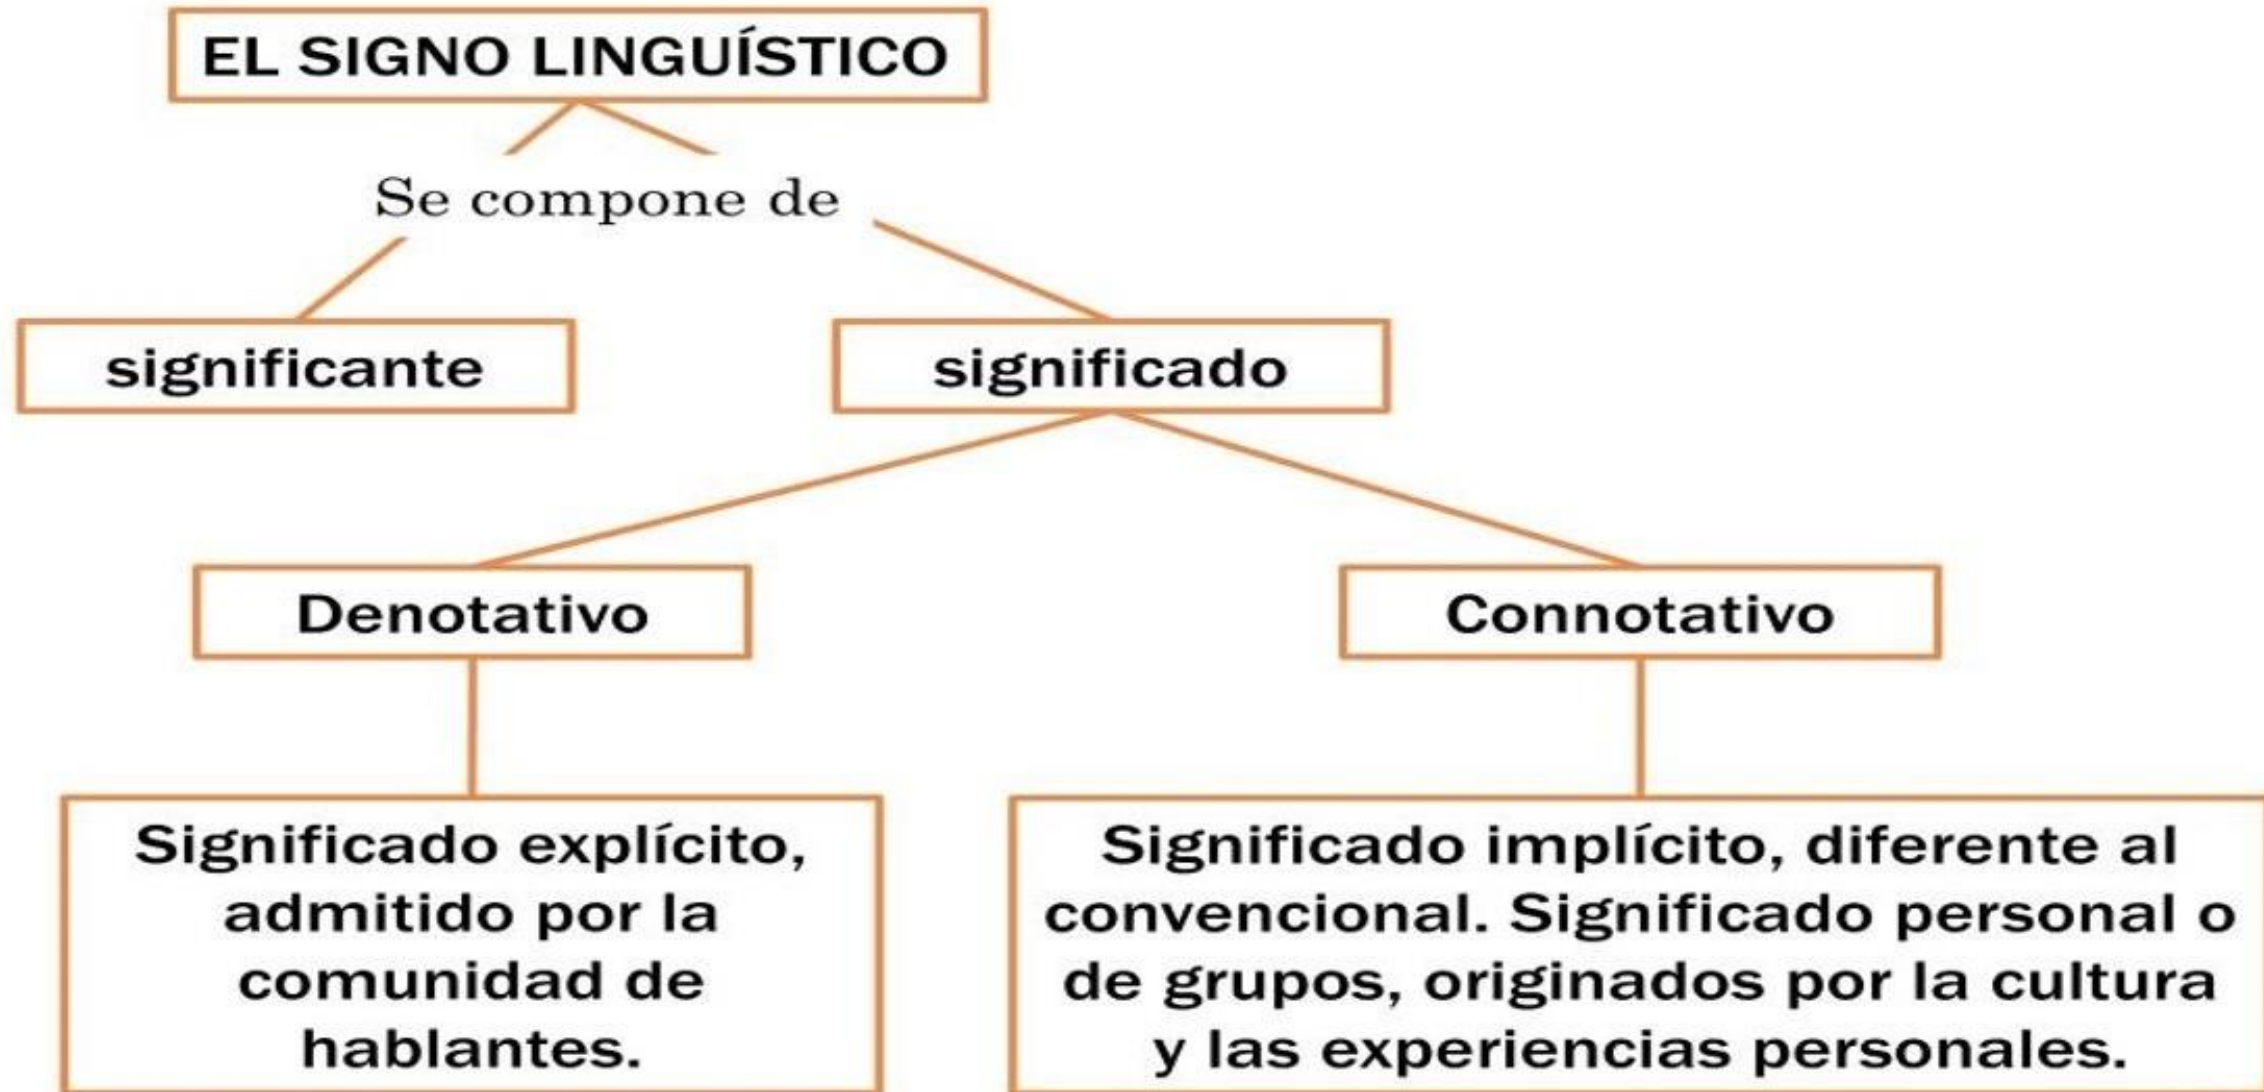 EL SIGNO LINGUÍSTICO
Se compone de
significante
significado
Denotativo
Connotativo
Significado explícito,
admitido por la
comunidad de
hablantes.
Significado implícito, diferente al
convencional. Significado personal o
de grupos, originados por la cultura
y las experiencias personales.